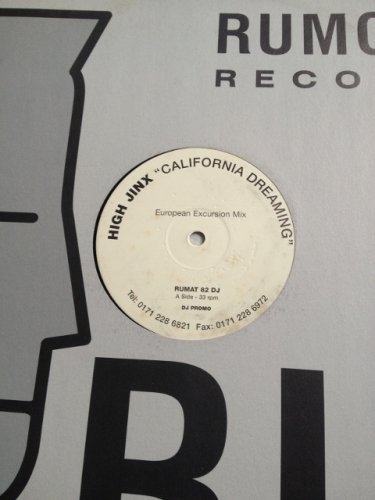 RUMO
RECO
HIGH JINX "CALIFORNIA DREAMING"
European Excursion Mix
RUMAT 82 DJ
A Side - 33 rpm
DJ PROMO
Tel: 0171 228 6821 Fax: 0171 228 6972